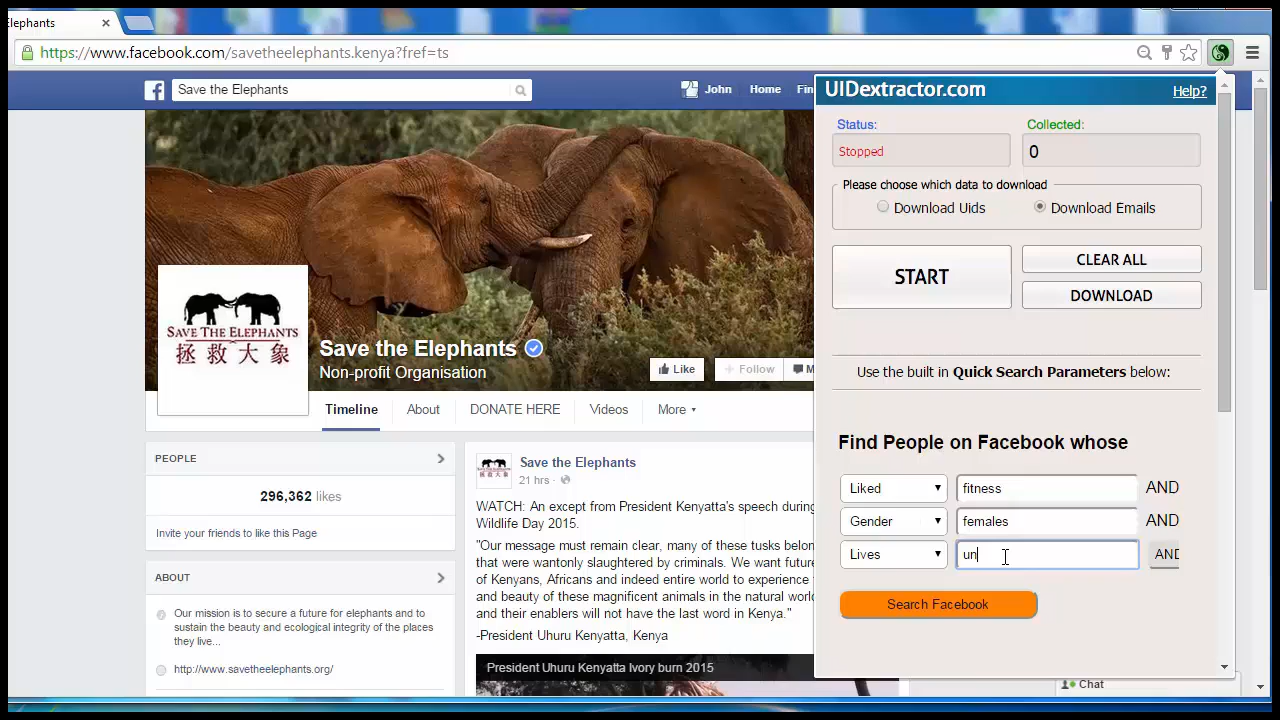 Elephants
https://www.facebook.com/savetheelephants.kenya?fref=ts
Save the Elephants
John Home Fin
SAVE THE ELEPHANTS
拯救大象
Save the Elephants
Non-profit Organisation
Like Follow M
Timeline About DONATE HERE Videos More
PEOPLE
296,362 likes
Invite your friends to like this Page
ABOUT
Our mission is to secure a future for elephants and to
sustain the beauty and ecological integrity of the places
they live...
http://www.savetheelephants.org/
Save the Elephants
21 hrs ·
WATCH: An except from President Kenyatta's speech during
Wildlife Day 2015.
"Our message must remain clear, many of these tusks belon
that were wantonly slaughtered by criminals. We want future
of Kenyans, Africans and indeed entire world to experience
and beauty of these magnificent animals in the natural world
and their enablers will not have the last word in Kenya."
-President Uhuru Kenyatta, Kenya
President Uhuru Kenyatta Ivory burn 2015
UIDextractor.com Help?
Status: Collected:
Stopped 0
Please choose which data to download
Download Uids Download Emails
START
CLEAR ALL
DOWNLOAD
Use the built in Quick Search Parameters below:
Find People on Facebook whose
Liked fitness AND
Gender females AND
Lives un AND
Search Facebook
Chat